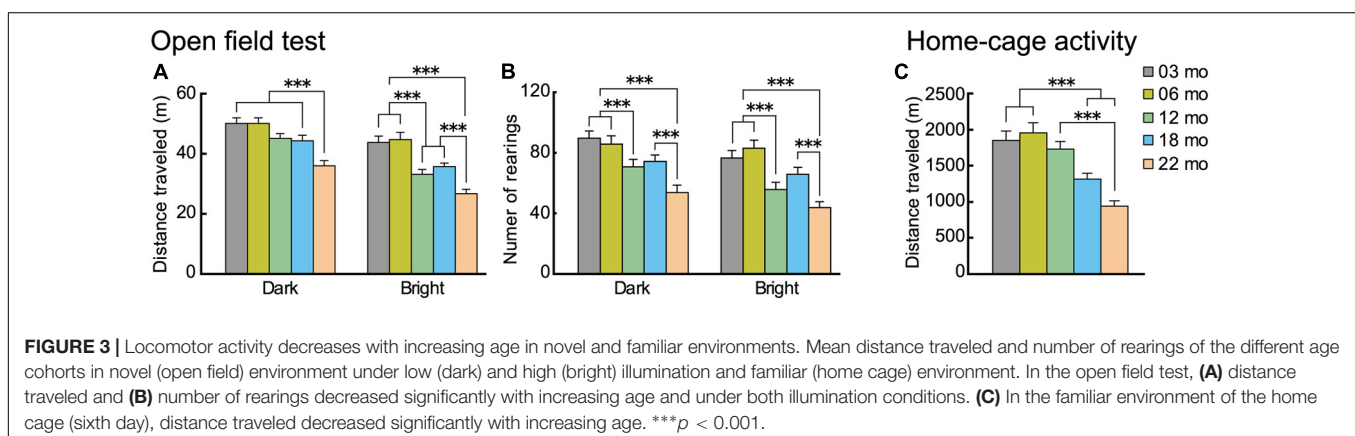 Open field test
Home-cage activity
A
Distance traveled (m)
60
40
20
0
***
***
***
***
Dark
Bright
B
Numer of rearings
120
80
40
0
***
***
***
***
***
***
Dark
Bright
C
Distance traveled (m)
2500
2000
1500
1000
500
0
***
***
03 mo
06 mo
12 mo
18 mo
22 mo
FIGURE 3 | Locomotor activity decreases with increasing age in novel and familiar environments. Mean distance traveled and number of rearings of the different age
cohorts in novel (open field) environment under low (dark) and high (bright) illumination and familiar (home cage) environment. In the open field test, (A) distance
traveled and (B) number of rearings decreased significantly with increasing age and under both illumination conditions. (C) In the familiar environment of the home
cage (sixth day), distance traveled decreased significantly with increasing age. ***p < 0.001.